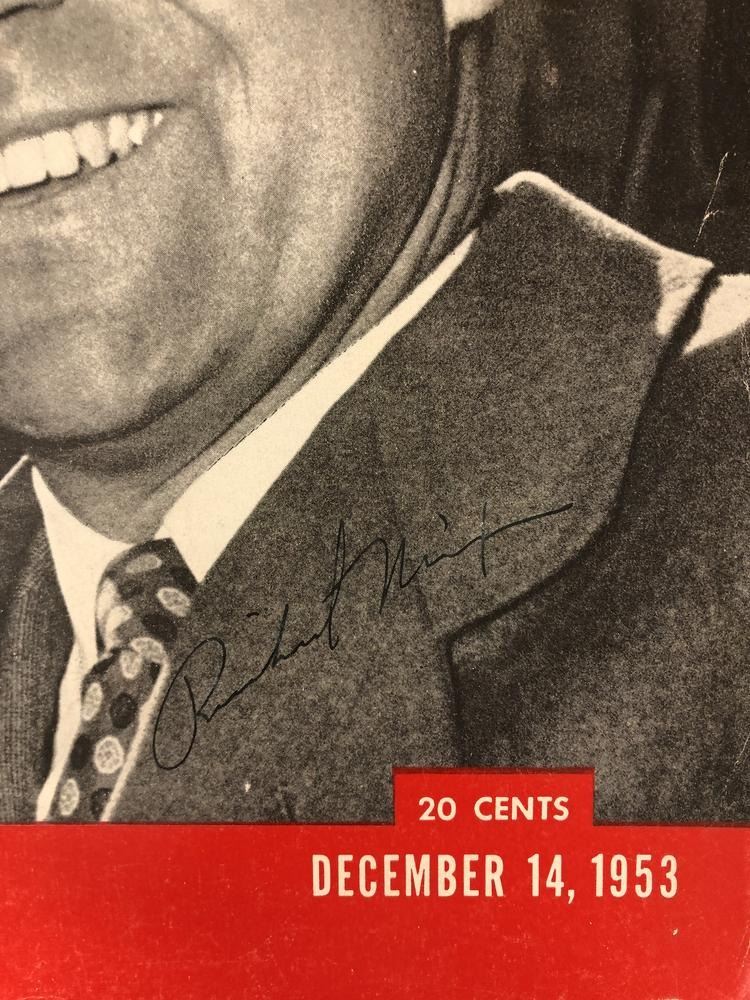 Richard Nixon
20 CENTS
DECEMBER 14, 1953